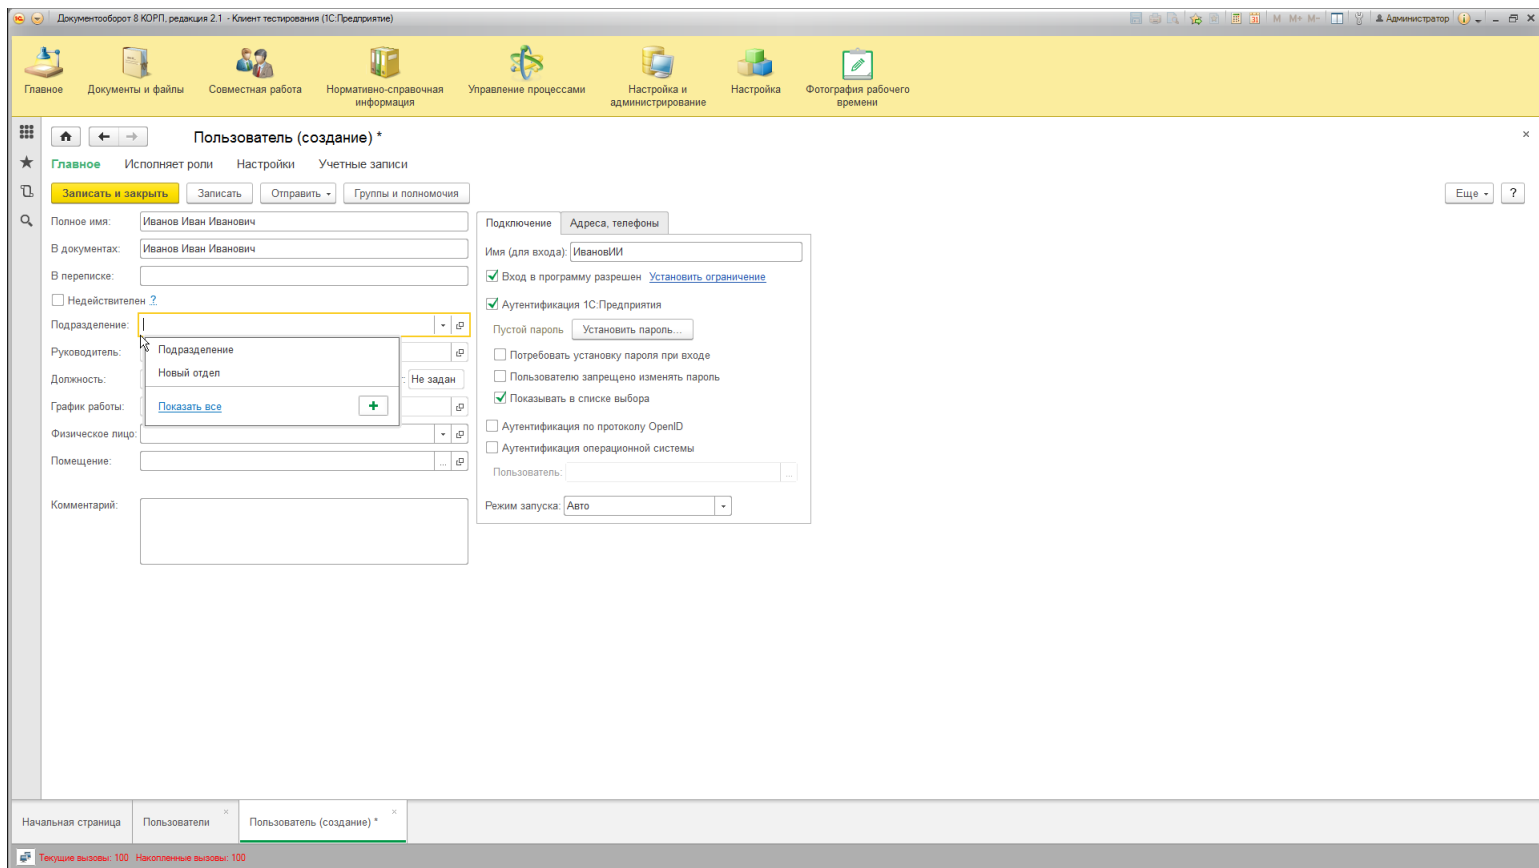 Документооборот 8 КОРП, редакция 2.1 - Клиент тестирования (1С:Предприятие)
M M+ M- Администратор
Главное Документы и файлы Совместная работа Нормативно-справочная информация Управление процессами Настройка и администрирование Настройка Фотография рабочего времени
Пользователь (создание) *
Главное Исполняет роли Настройки Учетные записи
Записать и закрыть Записать Отправить Группы и полномочия Еще ?
Полное имя: Иванов Иван Иванович
В документах: Иванов Иван Иванович
В переписке:
Недействителен ?
Подразделение:
Подразделение
Новый отдел
Показать все
Руководитель:
Должность: : Не задан
График работы:
Физическое лицо:
Помещение:
Комментарий:
Подключение Адреса, телефоны
Имя (для входа): ИвановИИ
Вход в программу разрешен Установить ограничение
Аутентификация 1С:Предприятия
Пустой пароль Установить пароль...
Потребовать установку пароля при входе
Пользователю запрещено изменять пароль
Показывать в списке выбора
Аутентификация по протоколу OpenID
Аутентификация операционной системы
Пользователь:
Режим запуска: Авто
Начальная страница Пользователи Пользователь (создание) *
Текущие вызовы: 100 Накопленные вызовы: 100